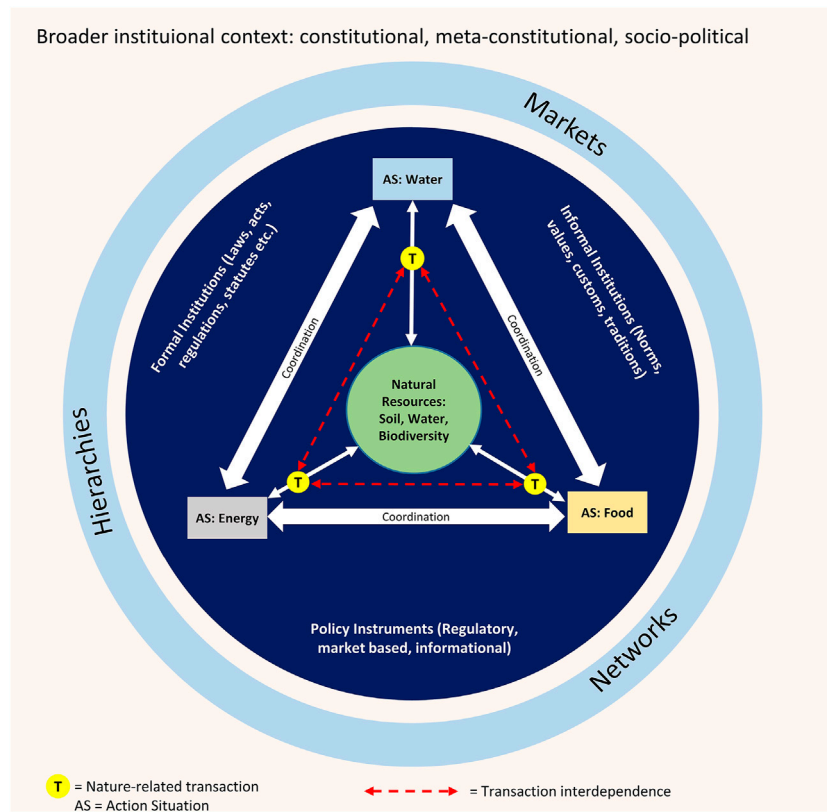 Broader instituional context: constitutional, meta-constitutional, socio-political
Markets
AS: Water
Formal Institutions (Laws, acts,
regulations, statutes etc.)
Informal Institutions (Norms,
values, customs, traditions)
T
Coordination
Coordination
Natural
Resources:
Soil, Water,
Biodiversity
Hierarchies
T
T
AS: Energy
Coordination
AS: Food
Policy Instruments (Regulatory,
market based, informational)
Networks
T = Nature-related transaction
AS = Action Situation
= Transaction interdependence